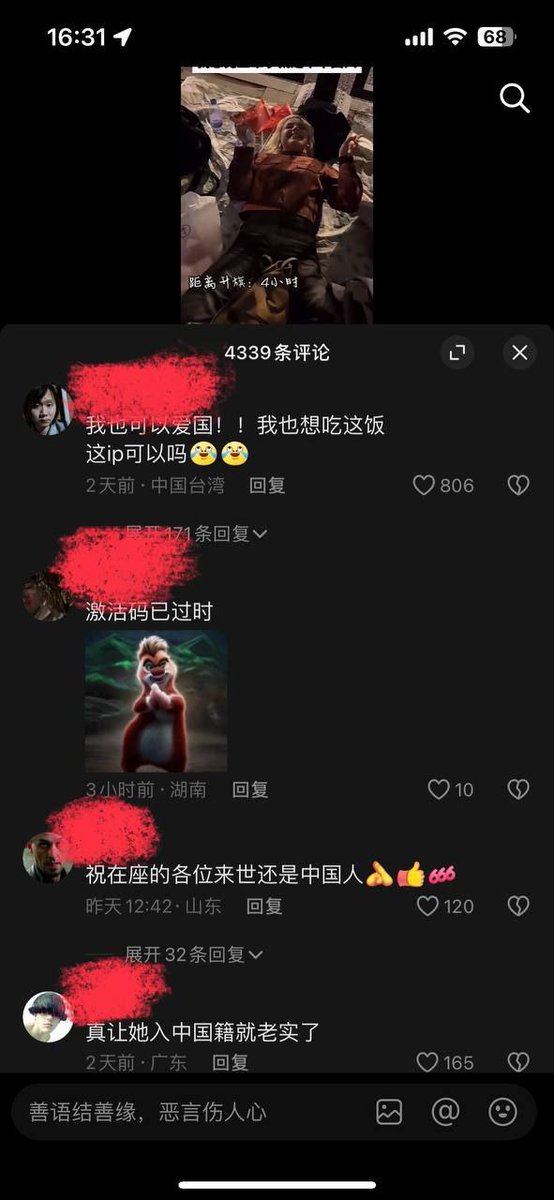 16:31
68
距离升旗：4小时
4339条评论
我也可以爱国！！我也想吃这饭
这ip可以吗😂😂
2天前·中国台湾 回复 806
展开171条回复
激活码已过时
3小时前·湖南 回复 10
祝在座的各位来世还是中国人🫰👍666
昨天12:42·山东 回复 120
展开32条回复
真让她入中国籍就老实了
2天前·广东 回复 165
善语结善缘，恶言伤人心